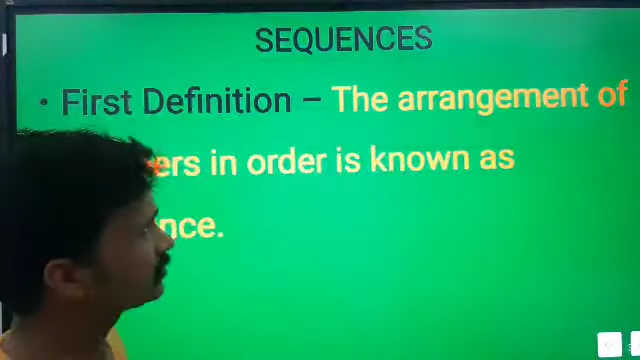 SEQUENCES
• First Definition – The arrangement of
ers in order is known as
nce.